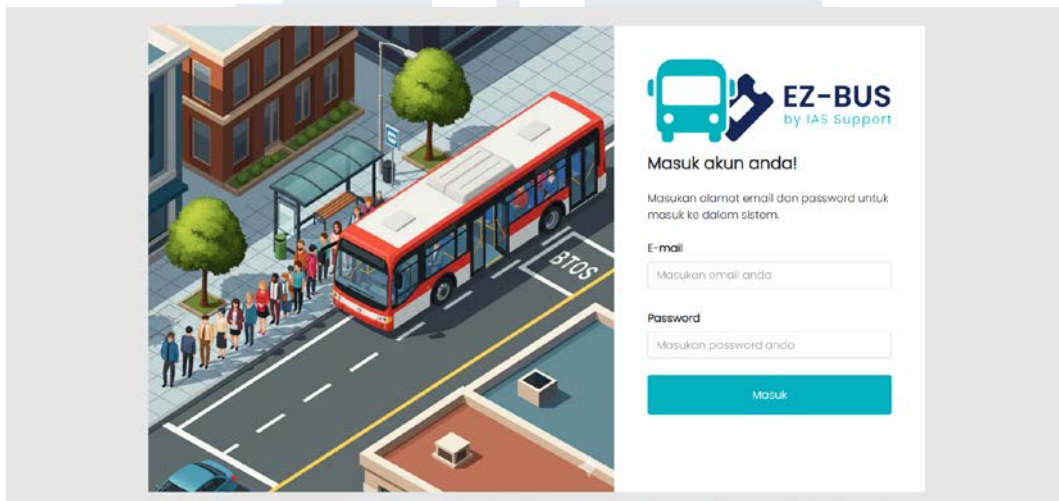 EZ-BUS
by IAS Support
Masuk akun anda!
Masukan alamat email dan password untuk
masuk ke dalam sistem.
E-mail
Masukan email anda
Password
Masukan password anda
Masuk
BTOS